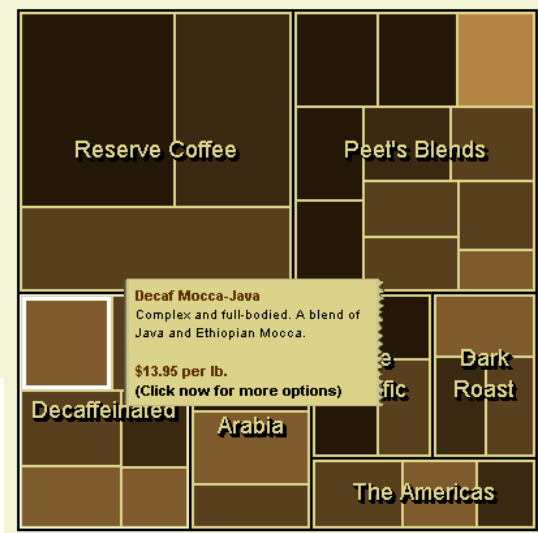 Reserve Coffee
Peet's Blends
Decaf Mocca-Java
Complex and full-bodied. A blend of
Java and Ethiopian Mocca.
$13.95 per lb.
(Click now for more options)
Dark
Roast
Decaffeinated
Arabia
The Americas